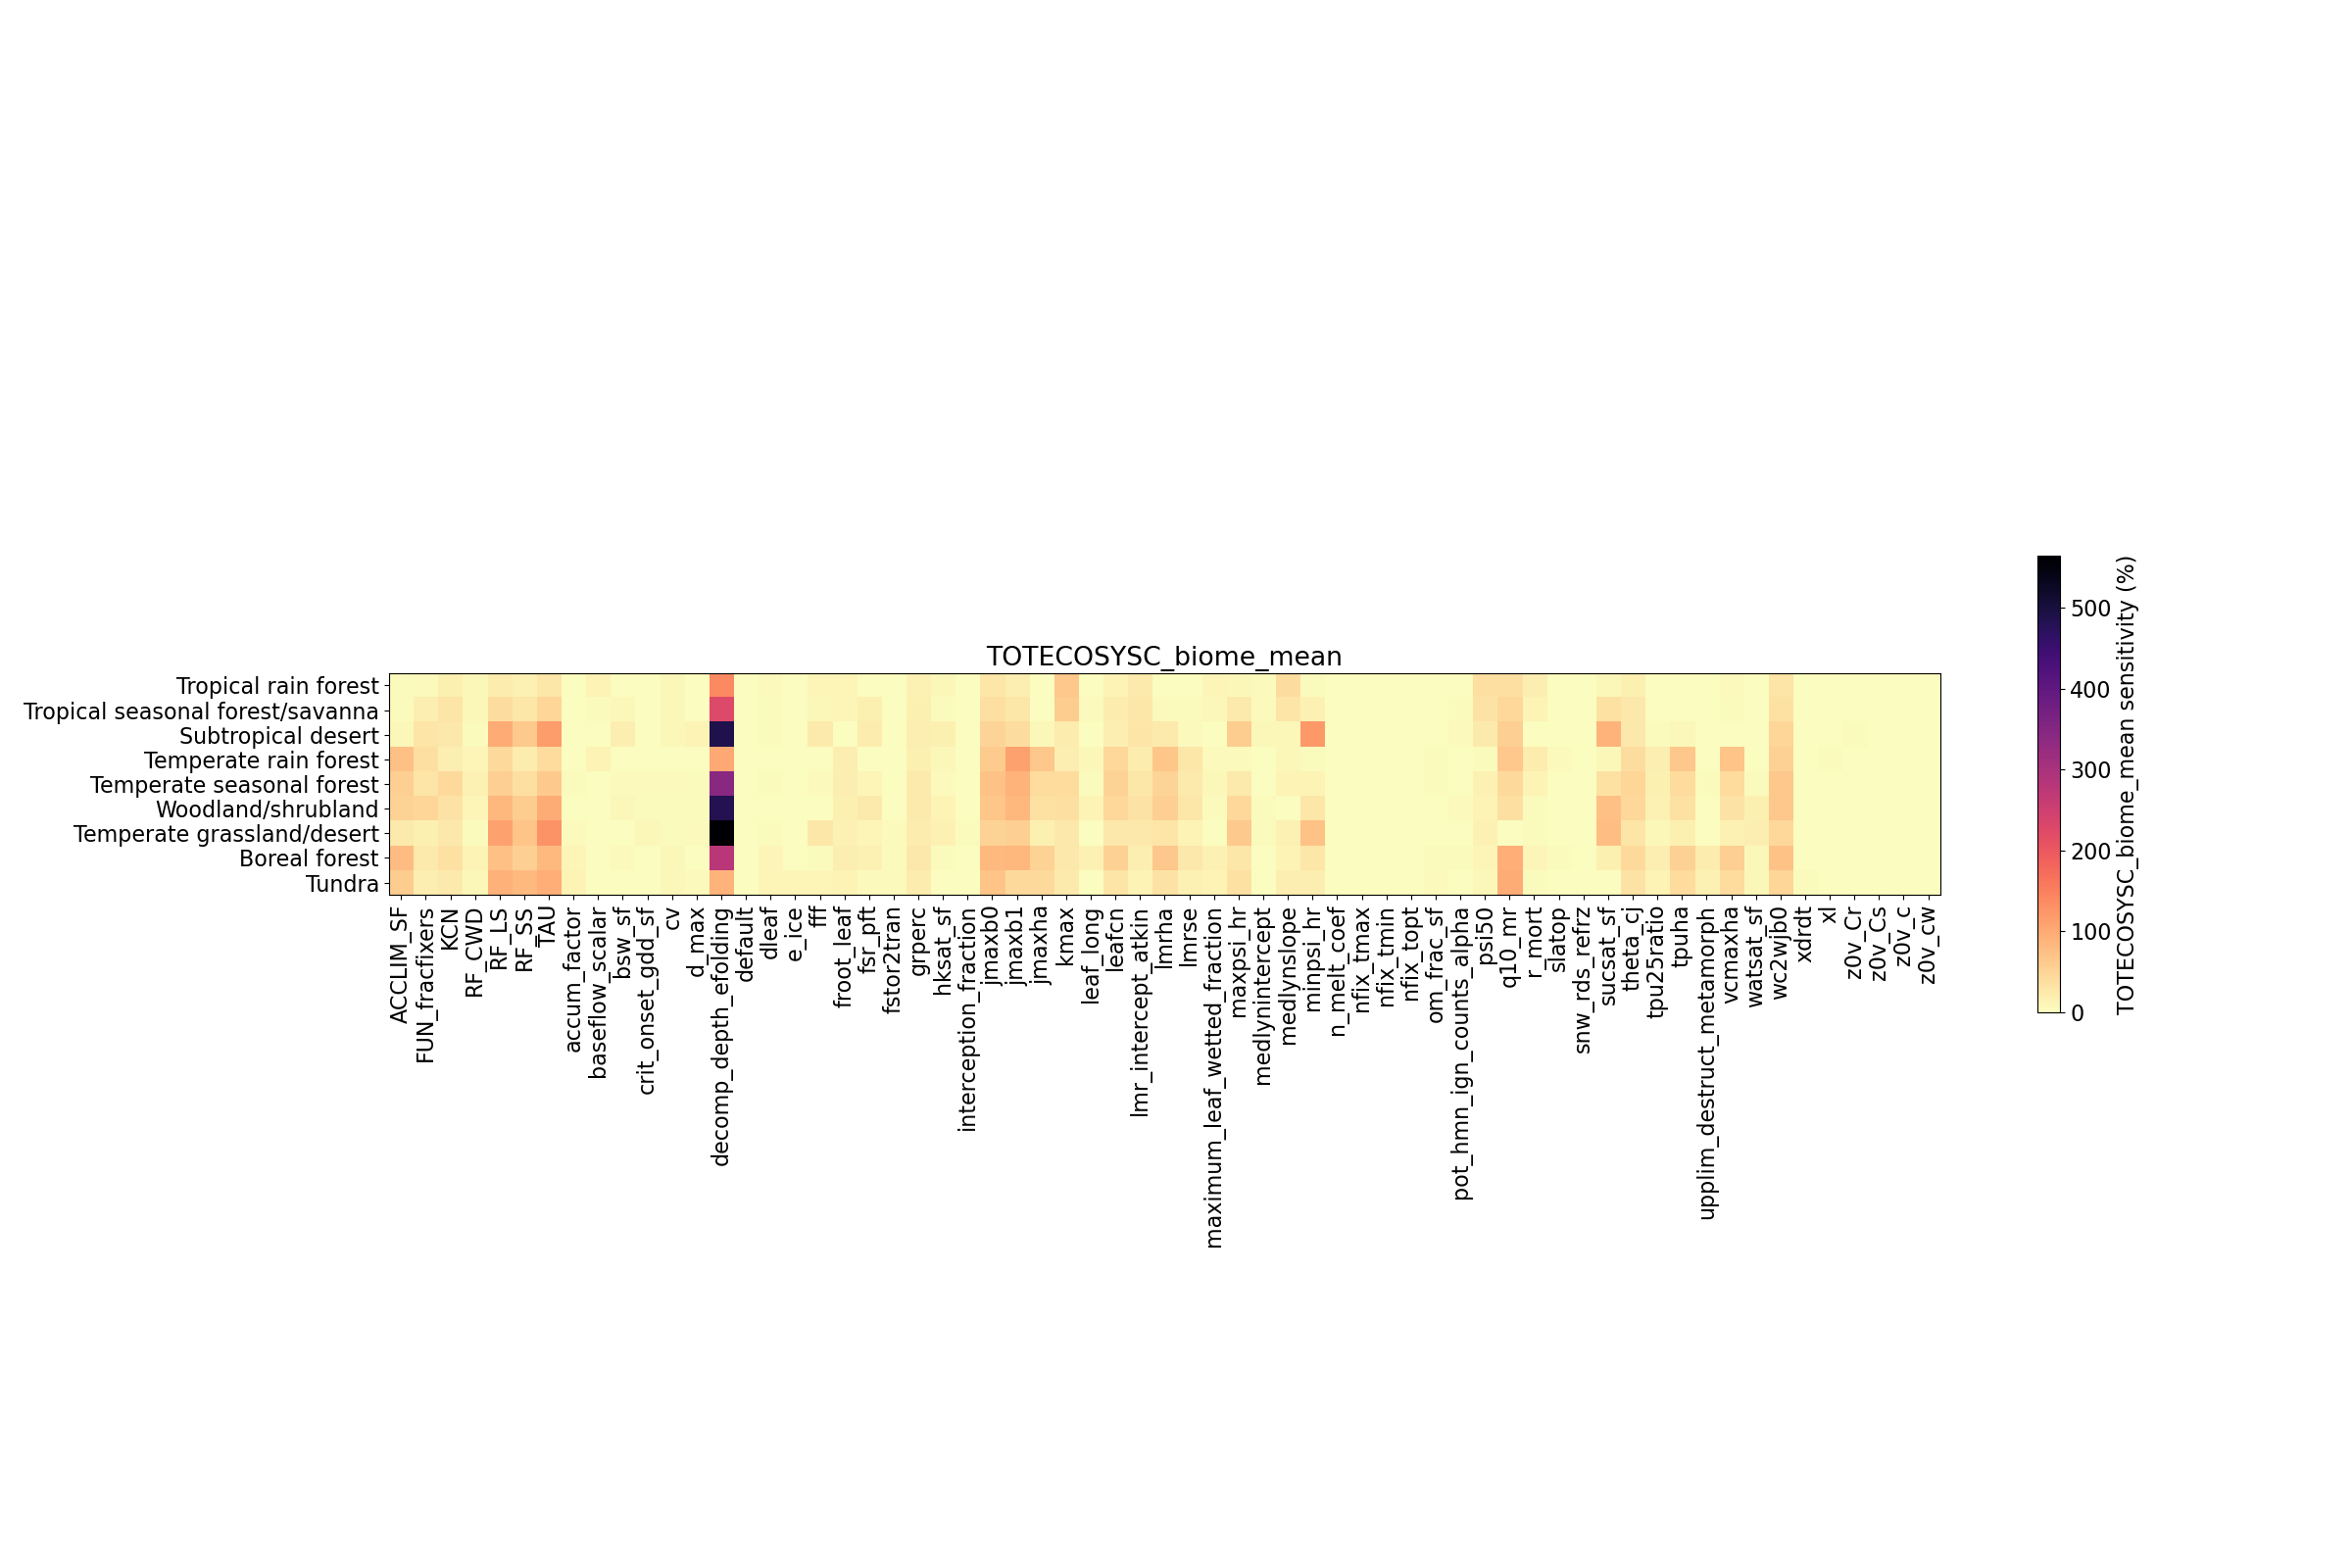 TOTECOSYSC_biome_mean
Tropical rain forest
Tropical seasonal forest/savanna
Subtropical desert
Temperate rain forest
Temperate seasonal forest
Woodland/shrubland
Temperate grassland/desert
Boreal forest
Tundra
ACCLIM_SF
FUN_fracfixers
KCN
RF_CWD
RF_LS
RF_SS
TAU
accum_factor
baseflow_scalar
bsw_sf
crit_onset_gdd_sf
cv
d_max
decomp_depth_efolding
default
dleaf
e_ice
fff
froot_leaf
fsr_pft
fstor2tran
grperc
hksat_sf
interception_fraction
jmaxb0
jmaxb1
jmaxha
kmax
leaf_long
leafcn
lmr_intercept_atkin
lmrha
lmrse
maximum_leaf_wetted_fraction
maxpsi_hr
medlynintercept
medlynslope
minpsi_hr
n_melt_coef
nfix_tmax
nfix_tmin
nfix_topt
om_frac_sf
pot_hmn_ign_counts_alpha
psi50
q10_mr
r_mort
slatop
snw_rds_refrz
sucsat_sf
theta_cj
tpu25ratio
tpuha
upplim_destruct_metamorph
vcmaxha
watsat_sf
wc2wjb0
xdrdt
xl
z0v_Cr
z0v_Cs
z0v_c
z0v_cw
500
400
300
200
100
0
TOTECOSYSC_biome_mean sensitivity (%)